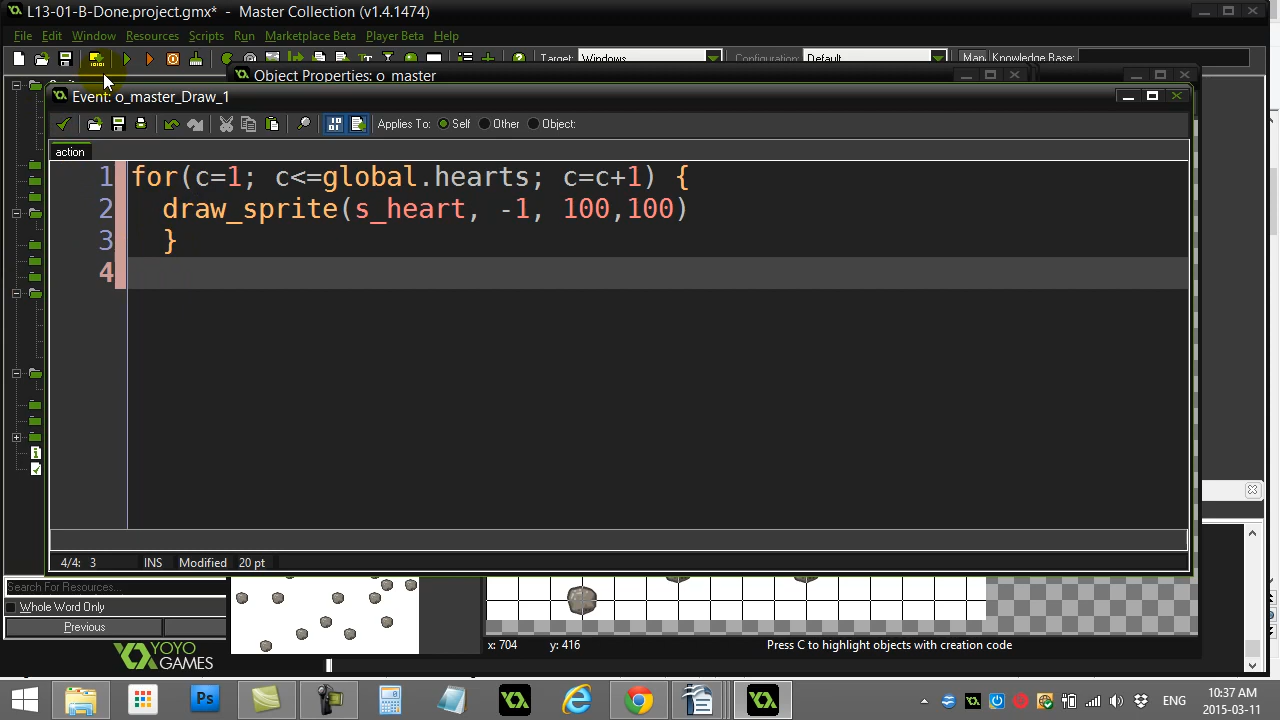 L13-01-B-Done.project.gmx* - Master Collection (v1.4.1474)
File Edit Window Resources Scripts Run Marketplace Beta Player Beta Help
Target: Windows Configuration: Default Man Knowledge Base:
Object Properties: o_master
Event: o_master_Draw_1
Applies To: Self Other Object:
action
1 for(c=1; c<=global.hearts; c=c+1) {
2 draw_sprite(s_heart, -1, 100,100)
3 }
4
4/4: 3 INS Modified 20 pt
Search For Resources...
Whole Word Only
Previous
x: 704 y: 416 Press C to highlight objects with creation code
YOYO
GAMES
ENG
10:37 AM
2015-03-11